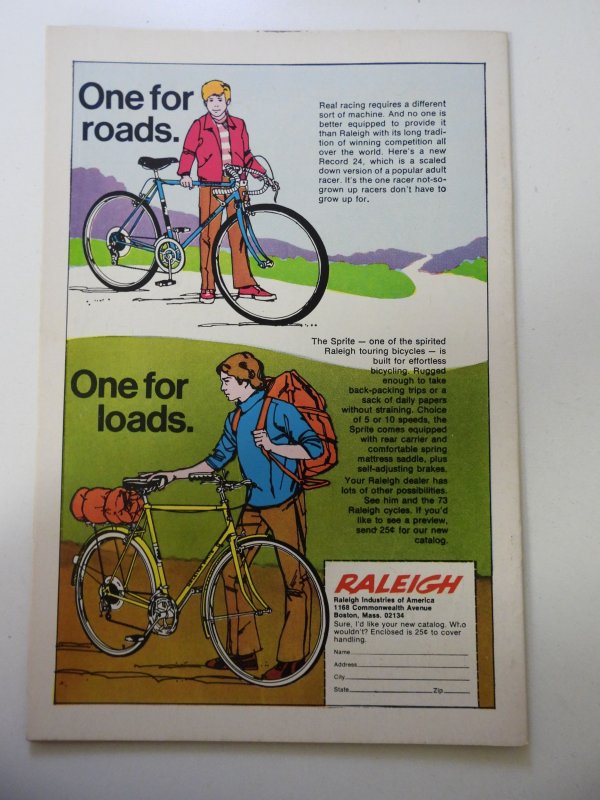 One for
roads.
Real racing requires a different
sort of machine. And no one is
better equipped to provide it
than Raleigh with its long tradi-
tion of winning competition all
over the world. Here's a new
Record 24, which is a scaled
down version of a popular adult
racer. It's the one racer not-so-
grown up racers don't have to
grow up for.
The Sprite — one of the spirited
Raleigh touring bicycles — is
built for effortless
bicycling. Rugged
enough to take
back-packing trips or a
sack of daily papers
without straining. Choice
of 5 or 10 speeds, the
Sprite comes equipped
with rear carrier and
comfortable spring
mattress saddle, plus
self-adjusting brakes.
Your Raleigh dealer has
lots of other possibilities.
See him and the 73
Raleigh cycles. If you'd
like to see a preview,
send 25¢ for our new
catalog.
One for
loads.
RALEIGH
Raleigh Industries of America
1168 Commonwealth Avenue
Boston, Mass. 02134
Sure, I'd like your new catalog. Who
wouldn't? Enclosed is 25¢ to cover
handling.
Name
Address
City
State Zip